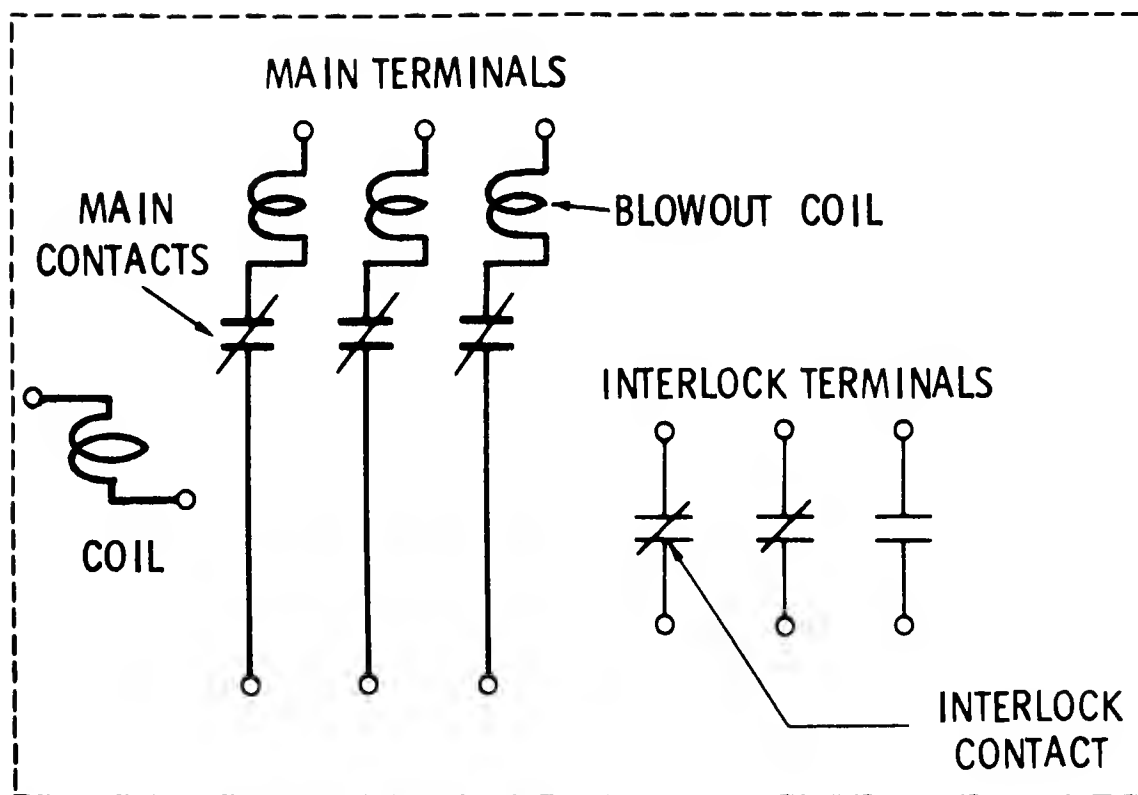 MAIN TERMINALS
MAIN
CONTACTS
BLOWOUT COIL
INTERLOCK TERMINALS
COIL
INTERLOCK
CONTACT